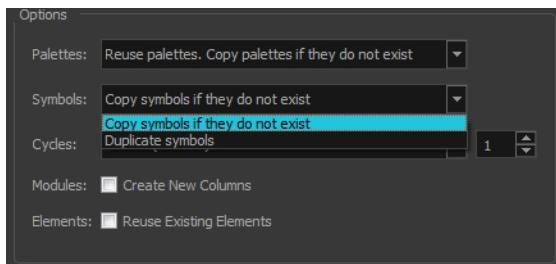 Options
Palettes: Reuse palettes. Copy palettes if they do not exist
Symbols: Copy symbols if they do not exist
Copy symbols if they do not exist
Duplicate symbols
Cycles: 1
Modules: Create New Columns
Elements: Reuse Existing Elements